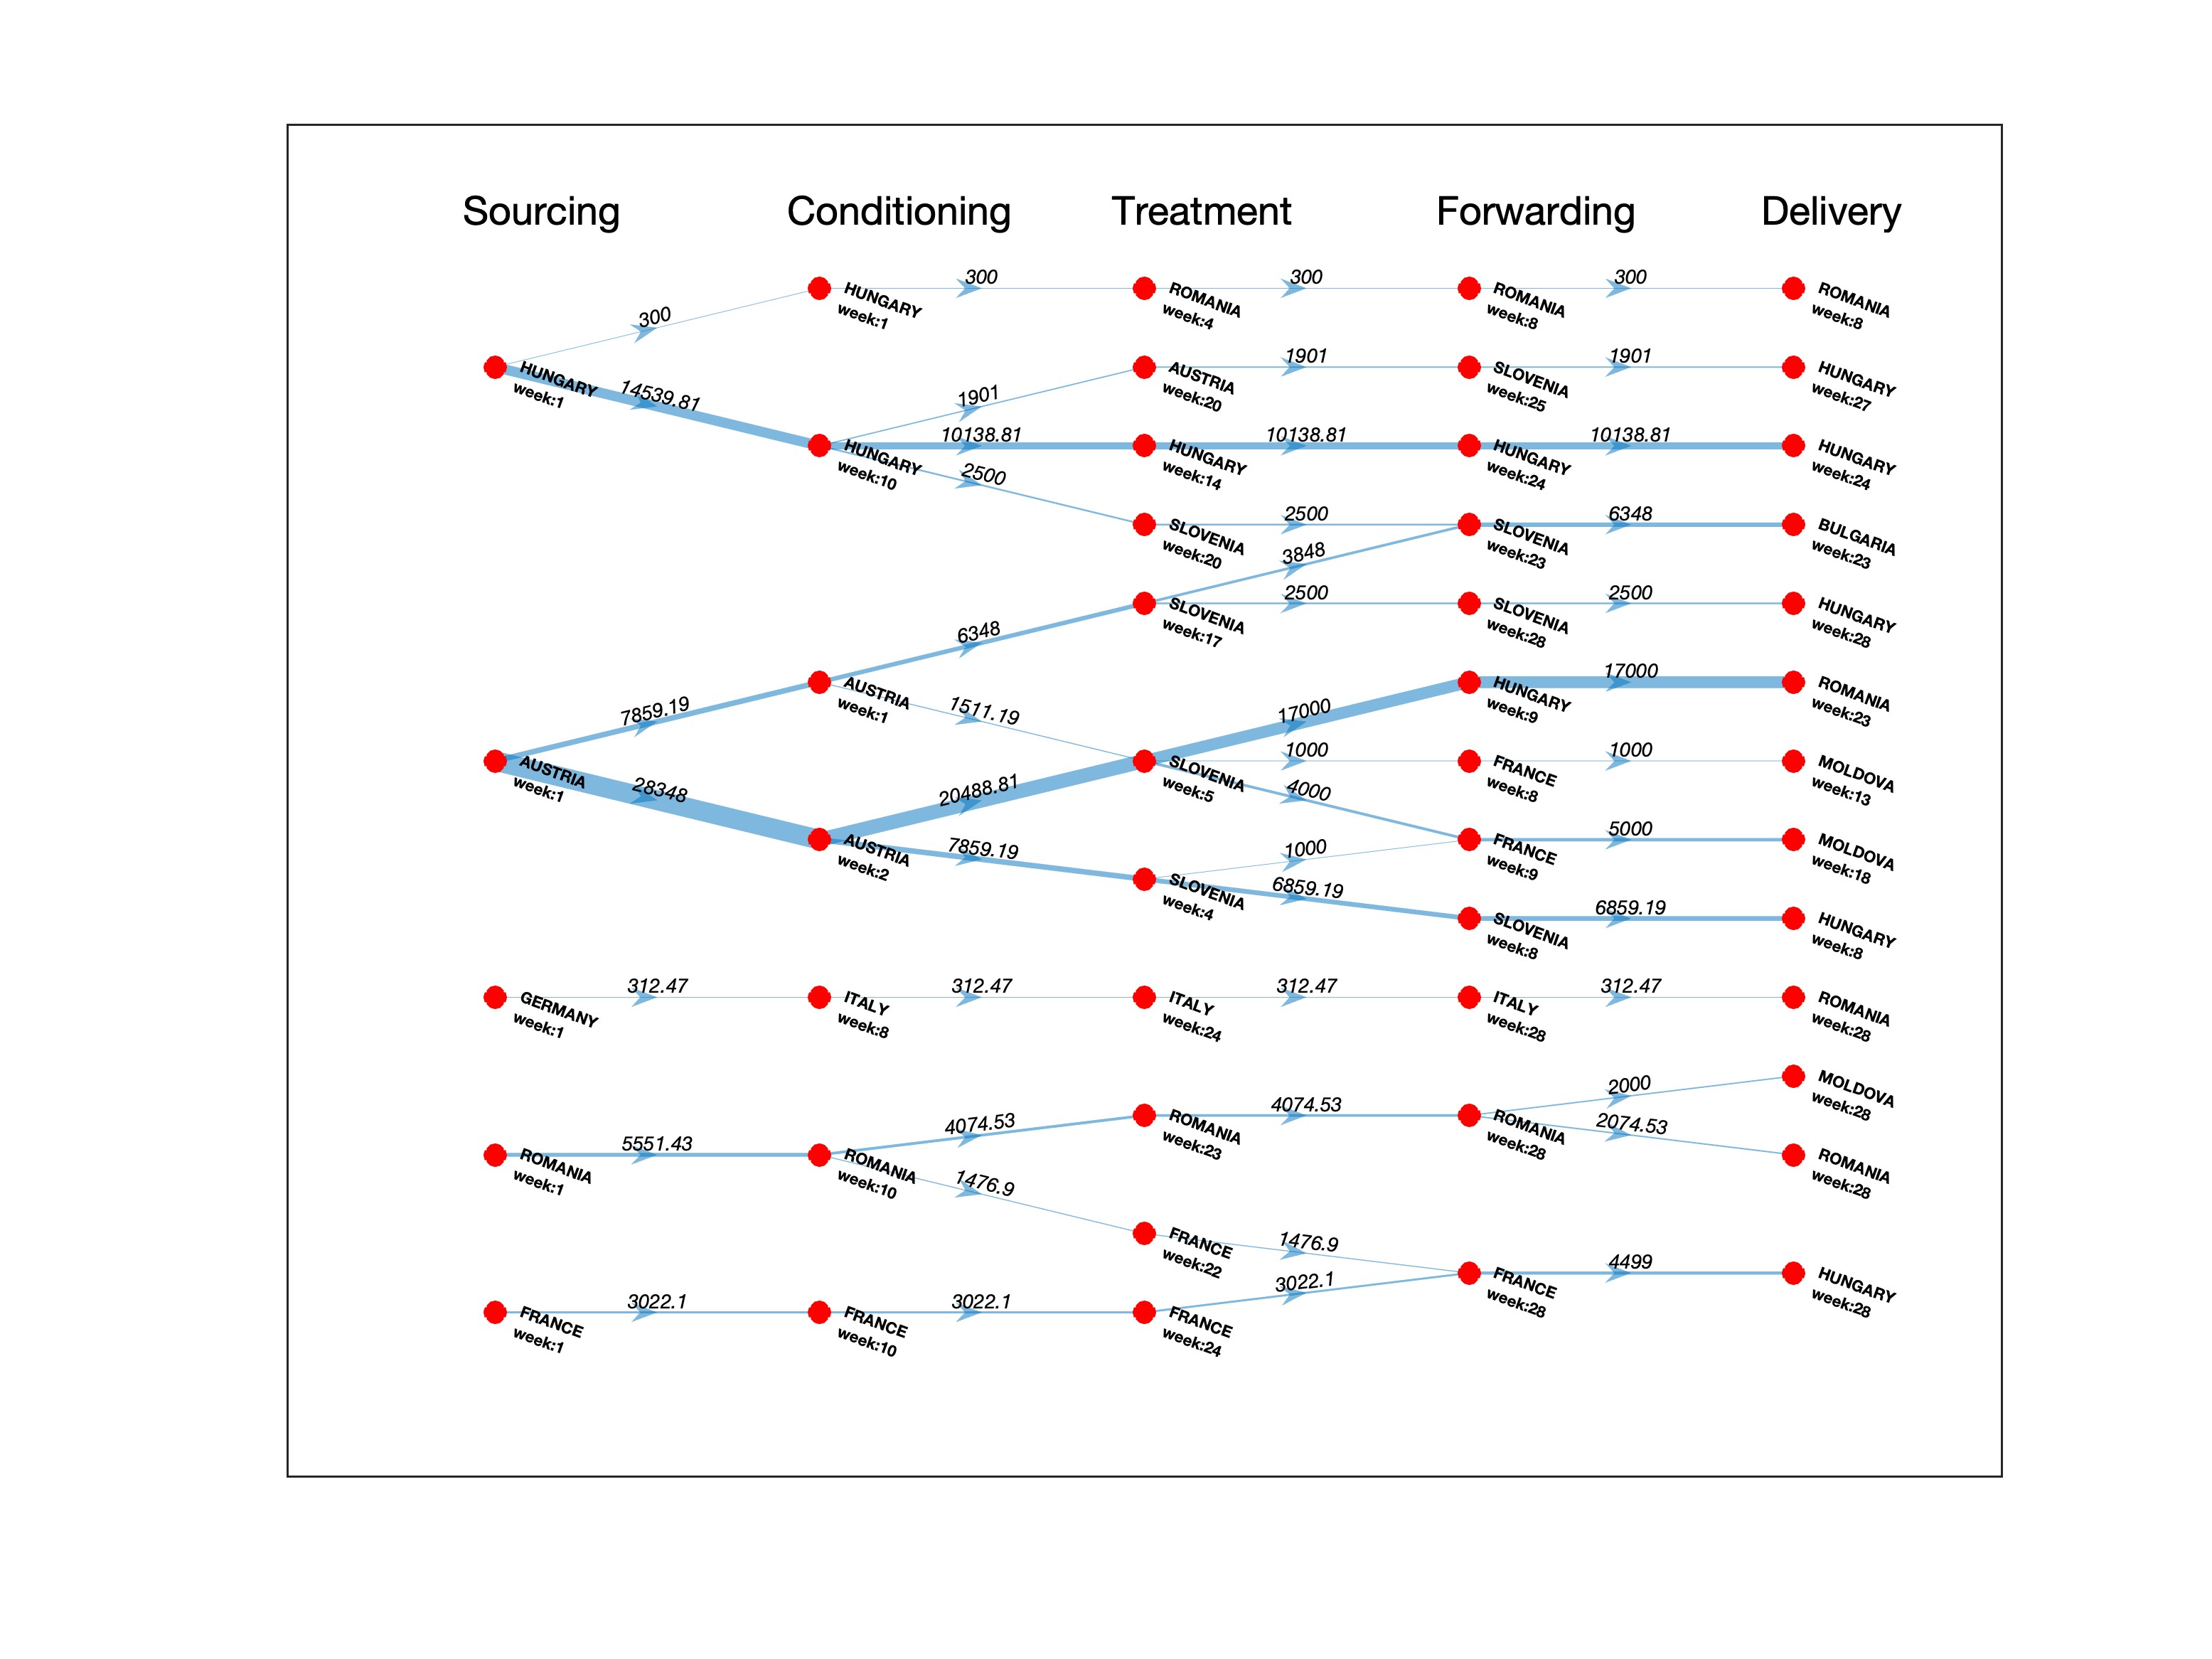 Sourcing Conditioning Treatment Forwarding Delivery
300 300 300 300
HUNGARY week:1
ROMANIA week:4
ROMANIA week:8
ROMANIA week:8
HUNGARY week:1
14539.81
1901 1901 1901
AUSTRIA week:20
SLOVENIA week:25
HUNGARY week:27
10138.81 10138.81 10138.81
HUNGARY week:10
HUNGARY week:14
HUNGARY week:24
HUNGARY week:24
2500 2500 6348
SLOVENIA week:20
SLOVENIA week:23
BULGARIA week:23
3848
2500 2500
SLOVENIA week:17
SLOVENIA week:28
HUNGARY week:28
6348
7859.19
AUSTRIA week:1
1511.19
17000 17000
HUNGARY week:9
ROMANIA week:23
AUSTRIA week:1
28348
20488.81
SLOVENIA week:5
1000 1000
FRANCE week:8
MOLDOVA week:13
4000
AUSTRIA week:2
7859.19
1000 5000
FRANCE week:9
MOLDOVA week:18
SLOVENIA week:4
6859.19 6859.19
SLOVENIA week:8
HUNGARY week:8
312.47 312.47 312.47 312.47
GERMANY week:1
ITALY week:8
ITALY week:24
ITALY week:28
ROMANIA week:28
4074.53 4074.53 2000
MOLDOVA week:28
ROMANIA week:23
ROMANIA week:28
2074.53
5551.43
ROMANIA week:1
ROMANIA week:10
ROMANIA week:28
1476.9 1476.9
FRANCE week:22
4499
FRANCE week:28
HUNGARY week:28
3022.1 3022.1 3022.1
FRANCE week:1
FRANCE week:10
FRANCE week:24